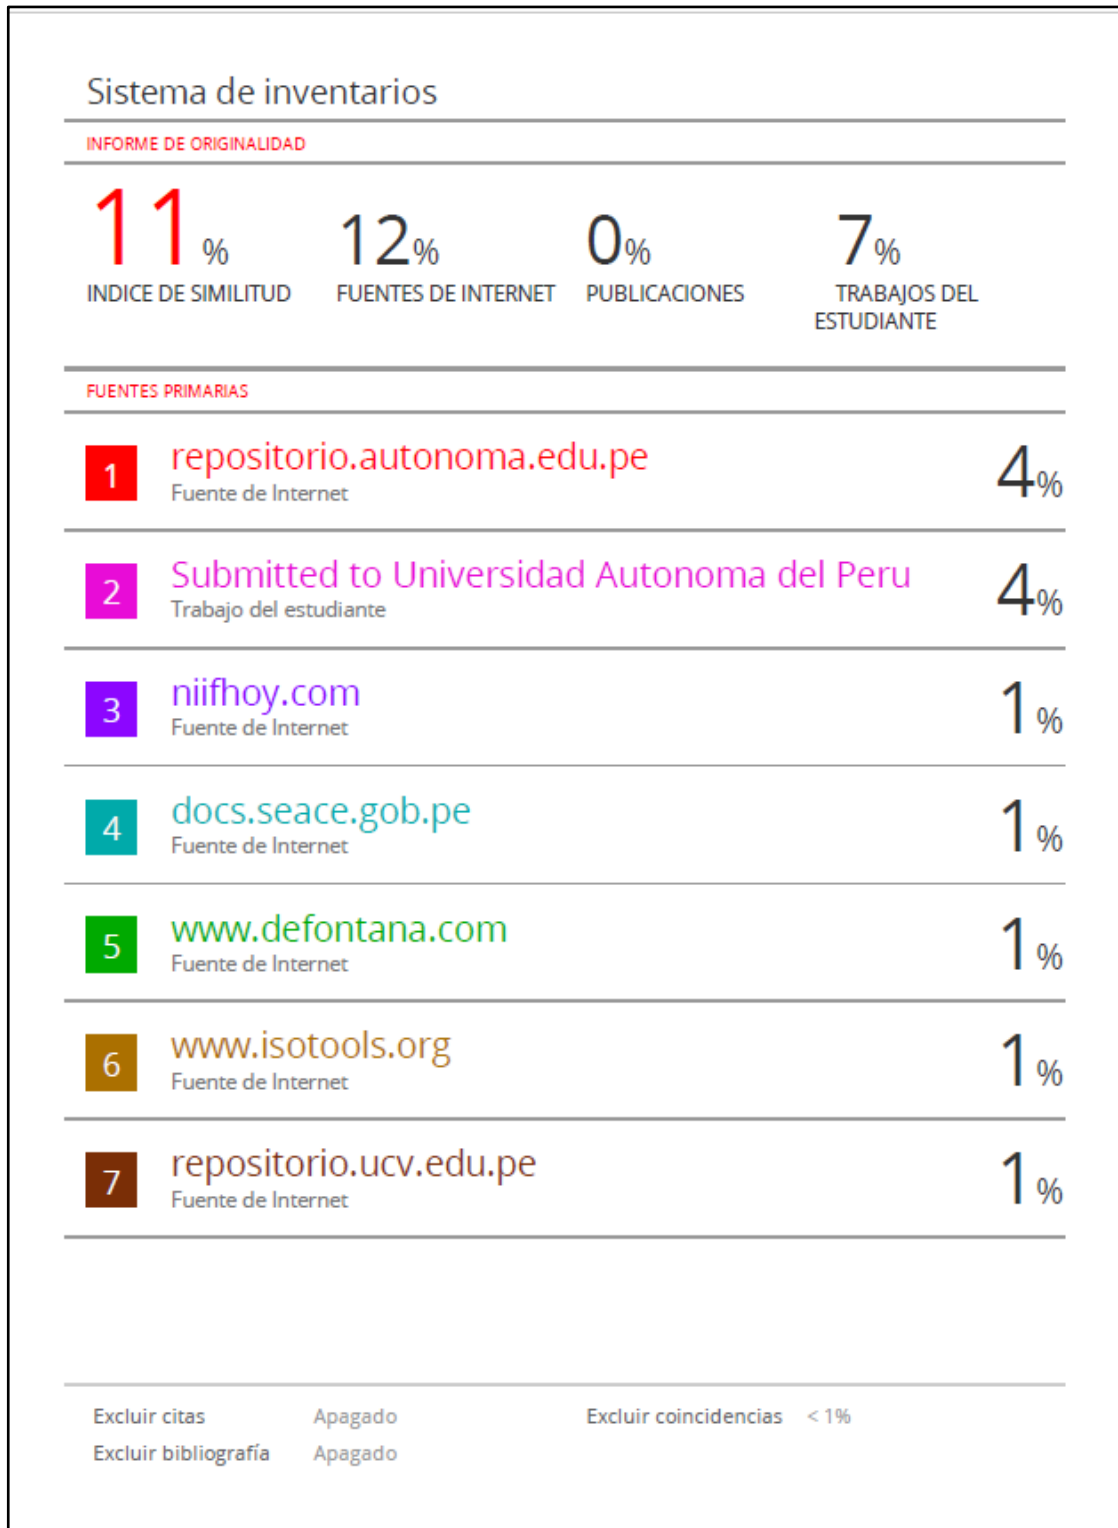 Sistema de inventarios
INFORME DE ORIGINALIDAD
11% 12% 0% 7%
INDICE DE SIMILITUD FUENTES DE INTERNET PUBLICACIONES TRABAJOS DEL
ESTUDIANTE
FUENTES PRIMARIAS
1 repositorio.autonoma.edu.pe 4%
Fuente de Internet
2 Submitted to Universidad Autonoma del Peru 4%
Trabajo del estudiante
3 niifhoy.com 1%
Fuente de Internet
4 docs.seace.gob.pe 1%
Fuente de Internet
5 www.defontana.com 1%
Fuente de Internet
6 www.isotools.org 1%
Fuente de Internet
7 repositorio.ucv.edu.pe 1%
Fuente de Internet
Excluir citas Apagado Excluir coincidencias < 1%
Excluir bibliografía Apagado